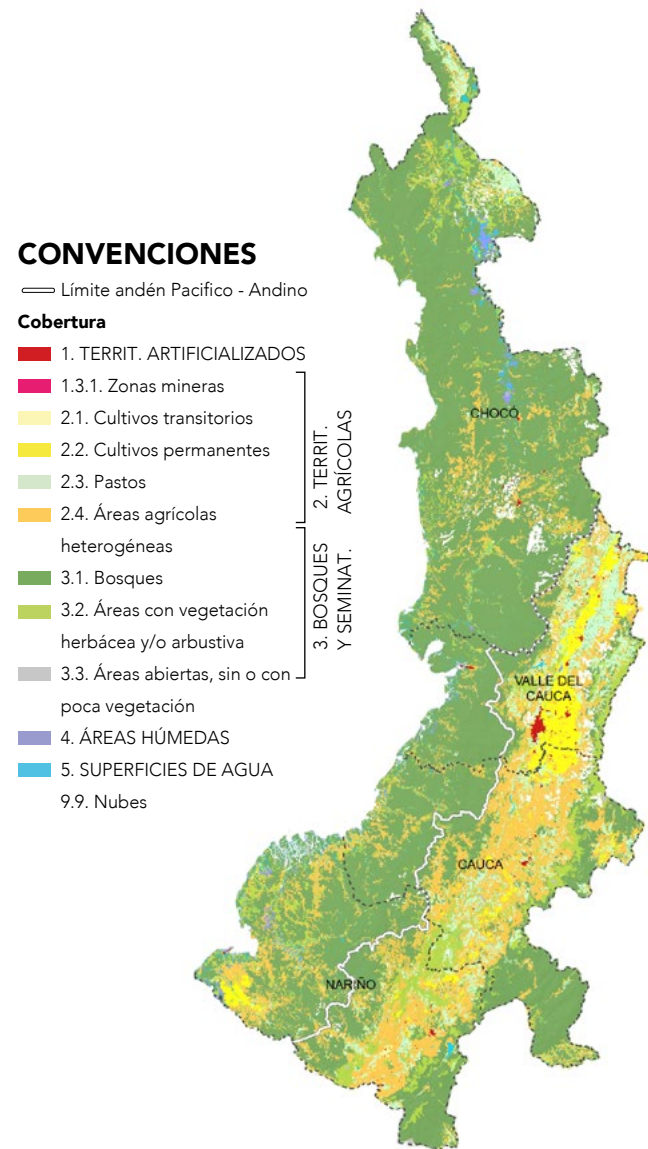 CONVENCIONES
Límite andén Pacifico - Andino
Cobertura
1. TERRIT. ARTIFICIALIZADOS
1.3.1. Zonas mineras
2.1. Cultivos transitorios
2.2. Cultivos permanentes
2.3. Pastos
2.4. Áreas agrícolas
heterogéneas
3.1. Bosques
3.2. Áreas con vegetación
herbácea y/o arbustiva
3.3. Áreas abiertas, sin o con
poca vegetación
4. ÁREAS HÚMEDAS
5. SUPERFICIES DE AGUA
9.9. Nubes
2. TERRIT.
AGRÍCOLAS
3. BOSQUES
Y SEMINAT.
CHOCÓ
VALLE DEL
CAUCA
CAUCA
NARIÑO